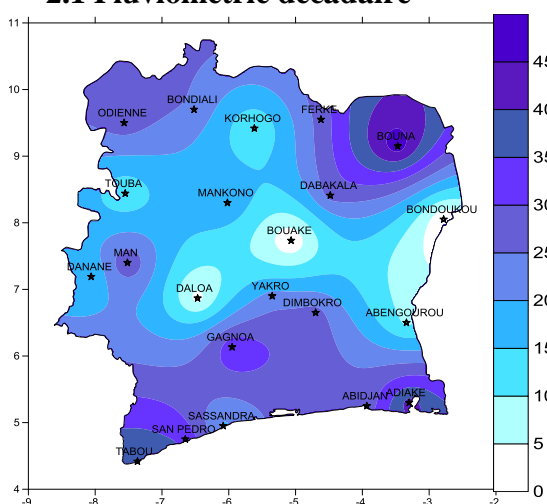 2.1 Pluviométrie décadaire
11
10
9
8
7
6
5
4
-9
-8
-7
-6
-5
-4
-3
-2
ODIENNE
BONDIALI
KORHOGO
FERKE
BOUNA
TOUBA
MANKONO
DABAKALA
BONDOUKOU
BOUAKE
MAN
DANANE
DALOA
YAKRO
DIMBOKRO
ABENGOUROU
GAGNOA
ABIDJAN
ADIAKE
SASSANDRA
SAN PEDRO
TABOU
45
40
35
30
25
20
15
10
5
0